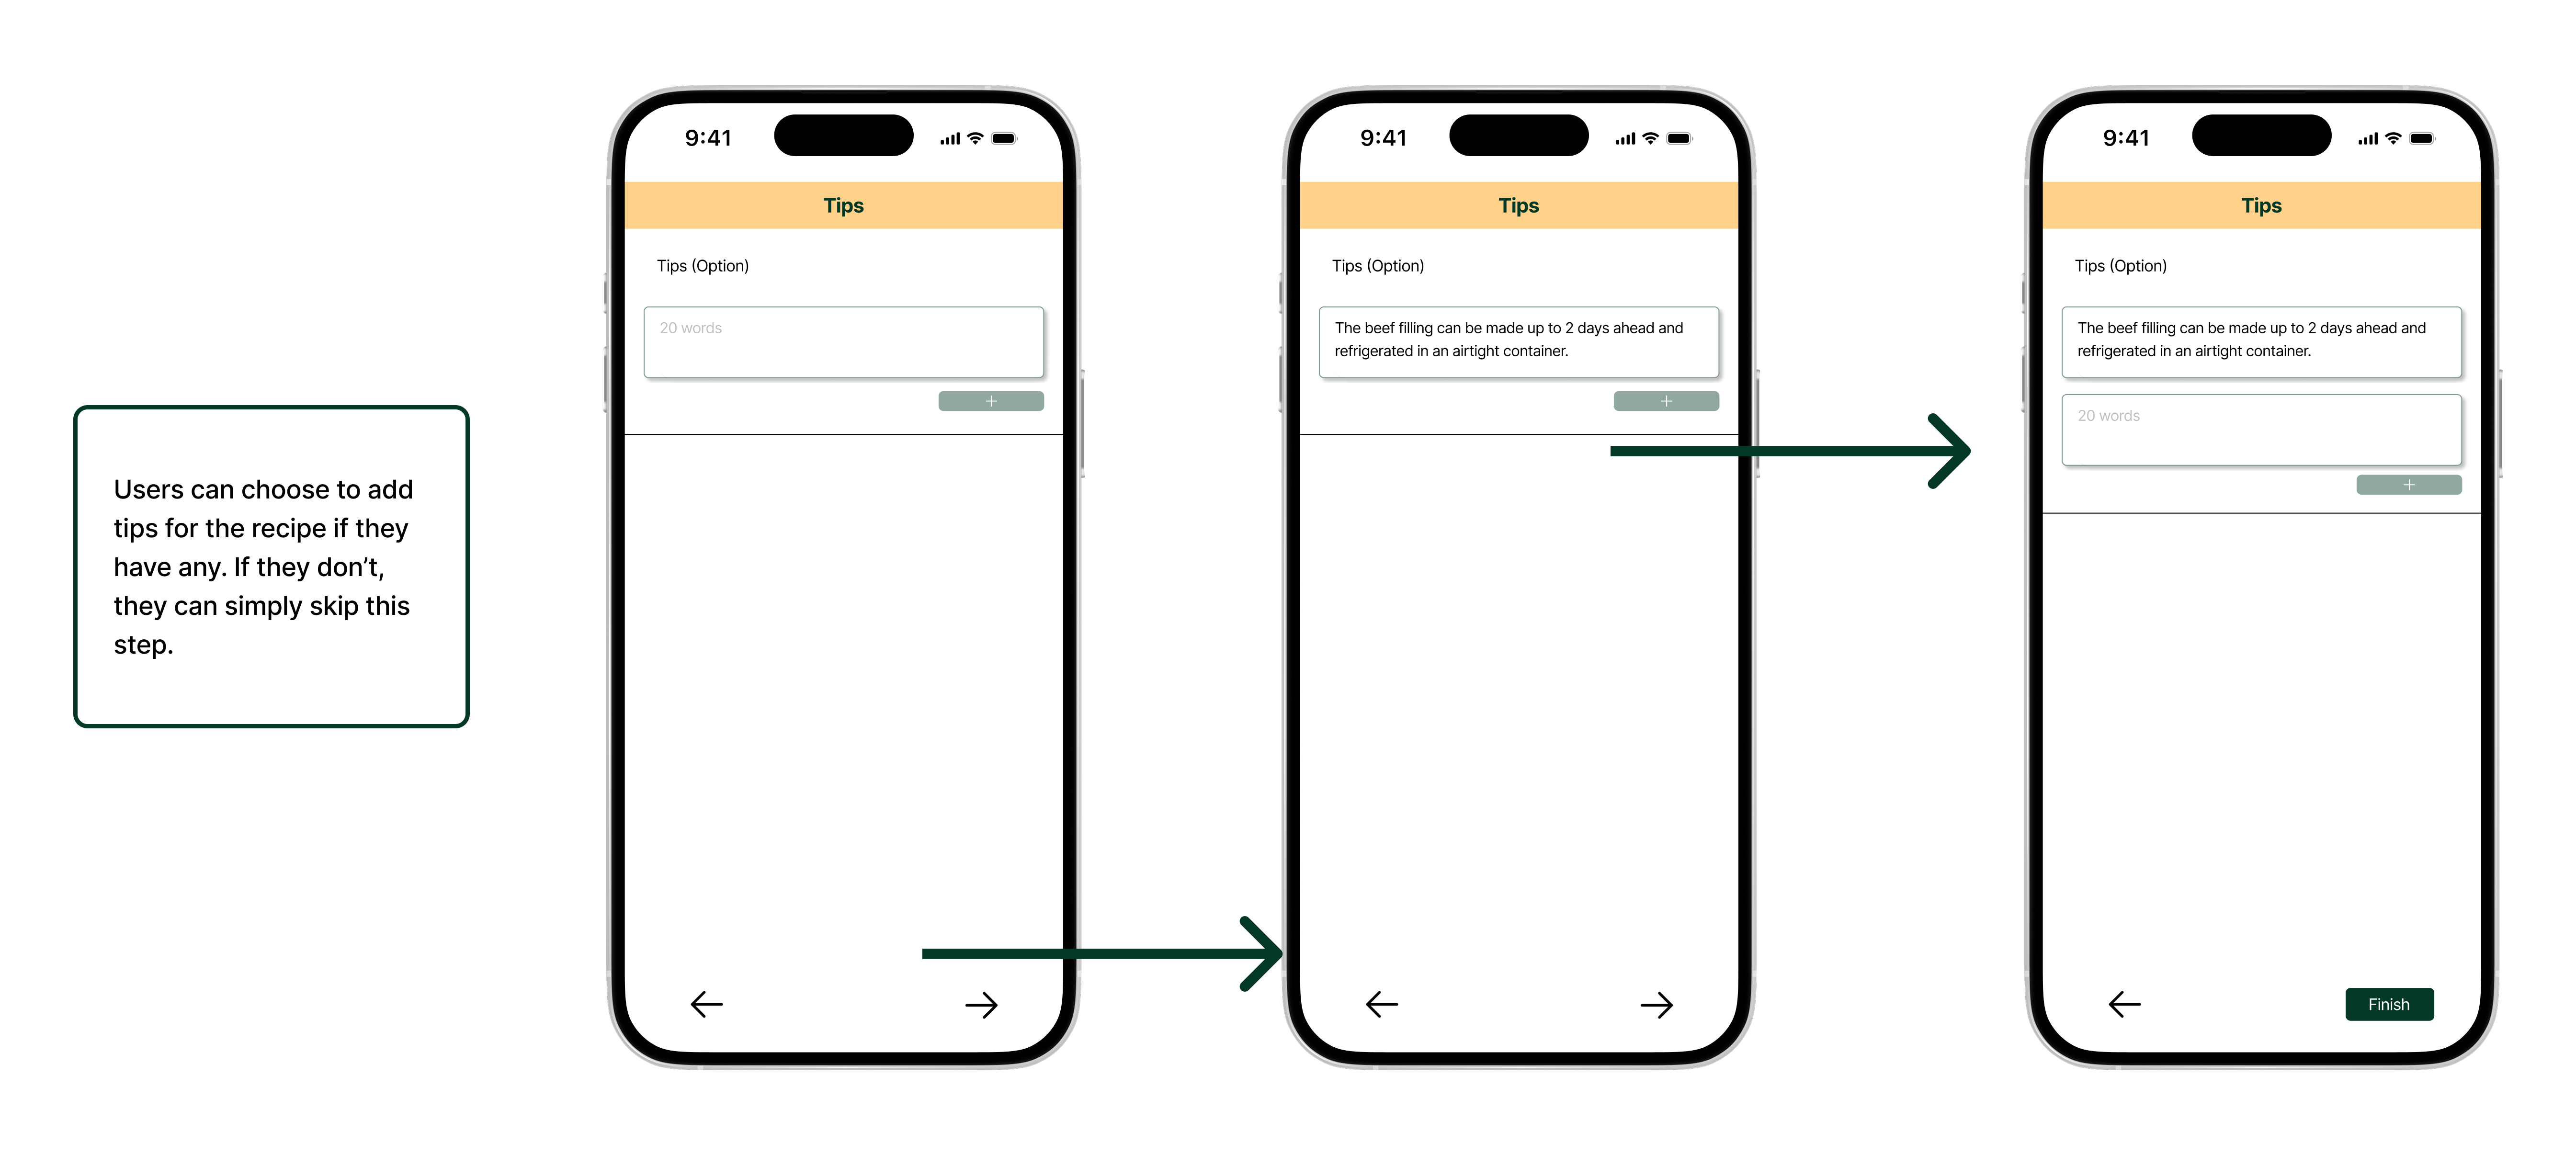 Users can choose to add
tips for the recipe if they
have any. If they don’t,
they can simply skip this
step.
9:41
Tips
Tips (Option)
20 words
+
9:41
Tips
Tips (Option)
The beef filling can be made up to 2 days ahead and
refrigerated in an airtight container.
+
9:41
Tips
Tips (Option)
The beef filling can be made up to 2 days ahead and
refrigerated in an airtight container.
20 words
+
Finish